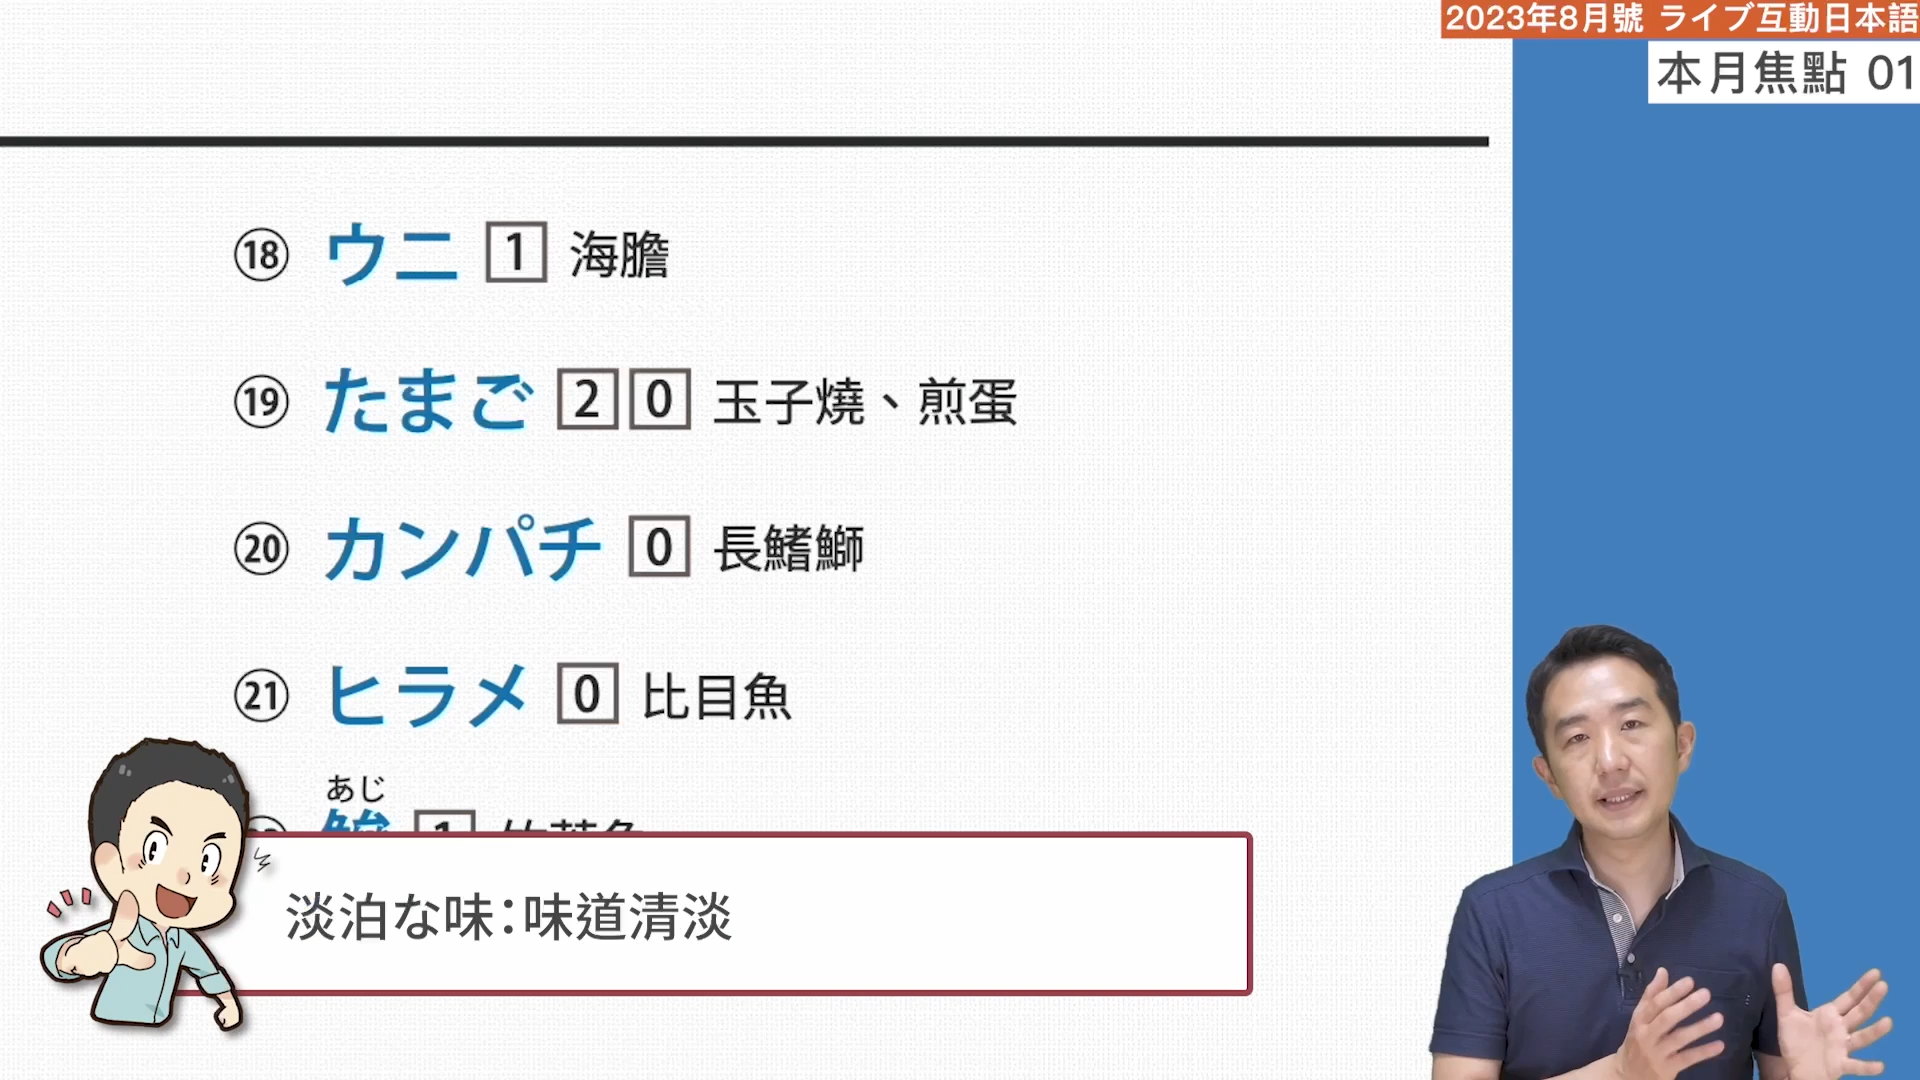 2023年8月號 ライブ互動日本語
本月焦點 01
⑱ ウニ 1 海膽
⑲ たまご 2 0 玉子燒、煎蛋
⑳ カンパチ 0 長鰭鰤
㉑ ヒラメ 0 比目魚
あじ
淡泊な味：味道清淡